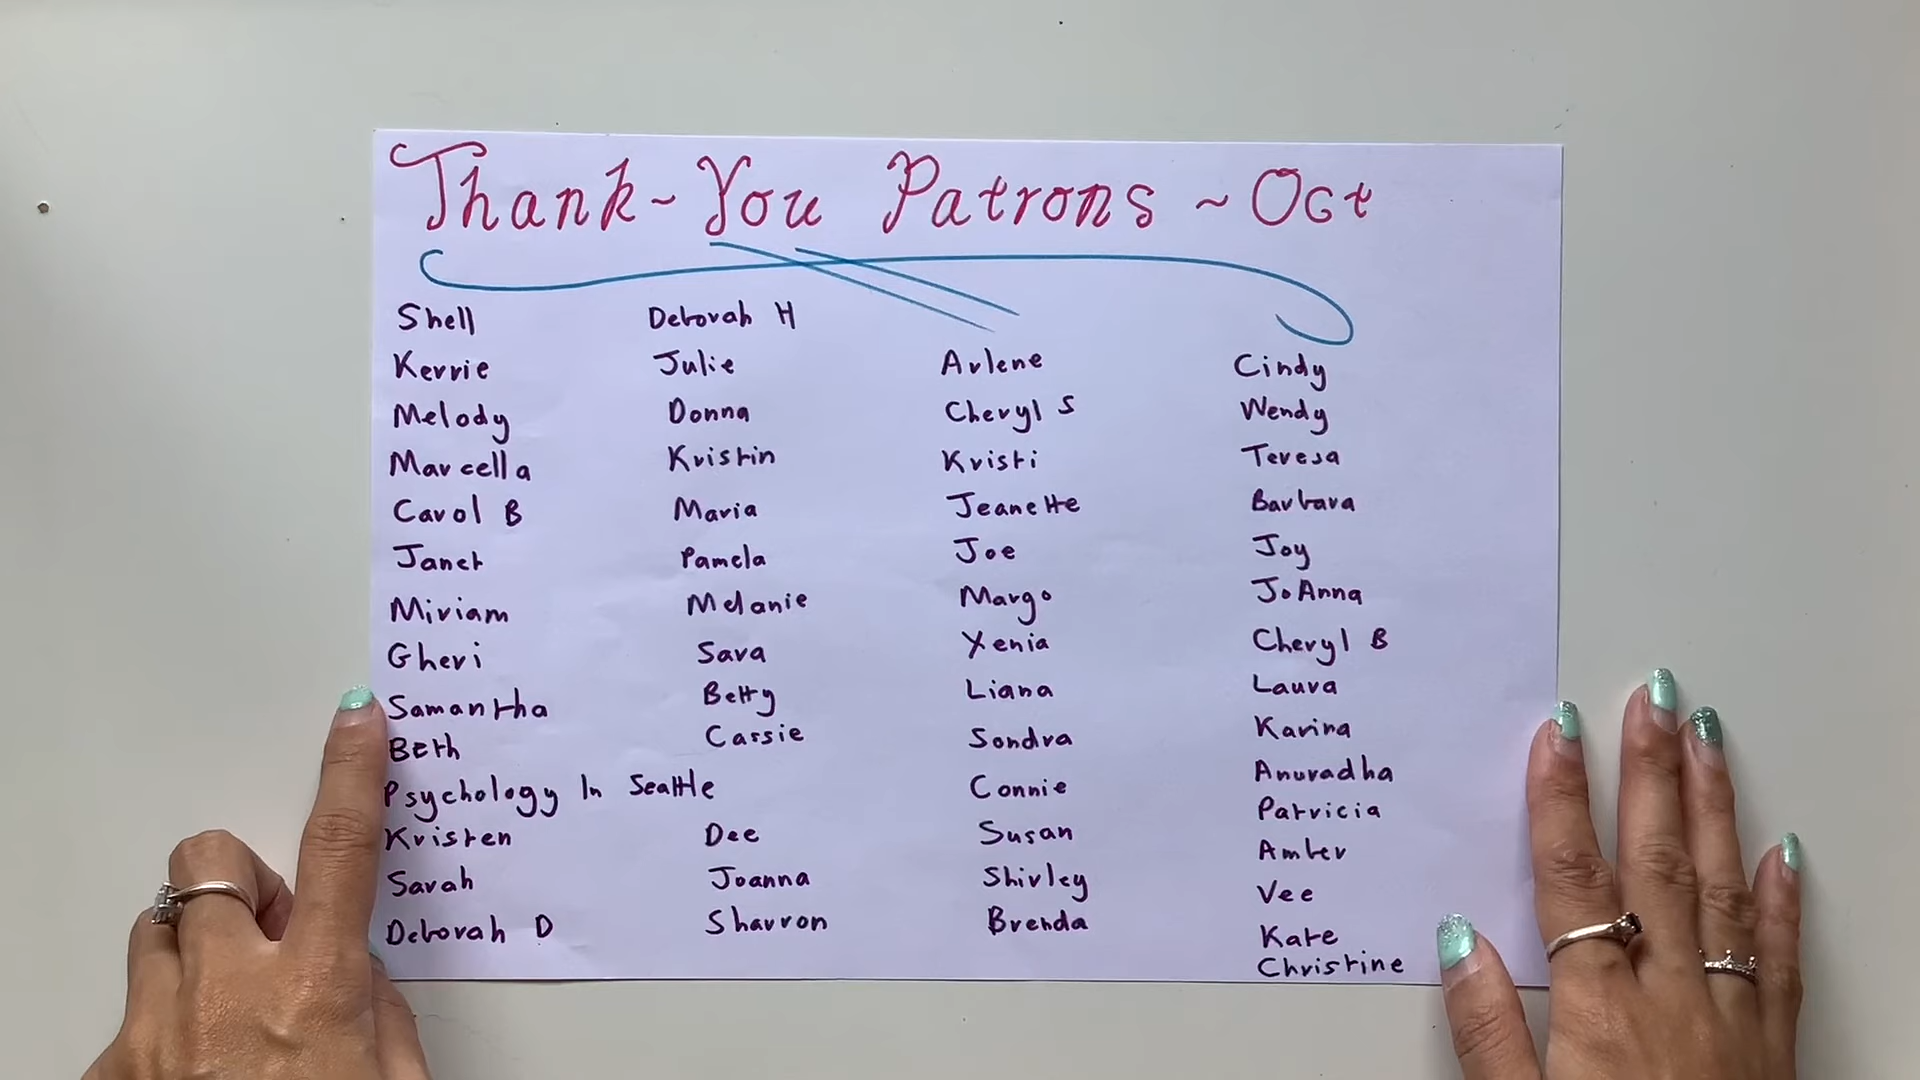 Thank-You Patrons ~ Oct
Shell
Kerrie
Melody
Marcella
Carol B
Janet
Miriam
Gheri
Samantha
Beth
Psychology In Seattle
Kristen
Sarah
Deborah D
Deborah H
Julie
Donna
Kristin
Maria
Pamela
Melanie
Sara
Betty
Cassie
Dee
Joanna
Sharron
Arlene
Cheryl S
Kristi
Jeanette
Joe
Margo
Xenia
Liana
Sondra
Connie
Susan
Shirley
Brenda
Cindy
Wendy
Teresa
Barbara
Joy
JoAnna
Cheryl B
Laura
Karina
Anuradha
Patricia
Amber
Vee
Kate
Christine